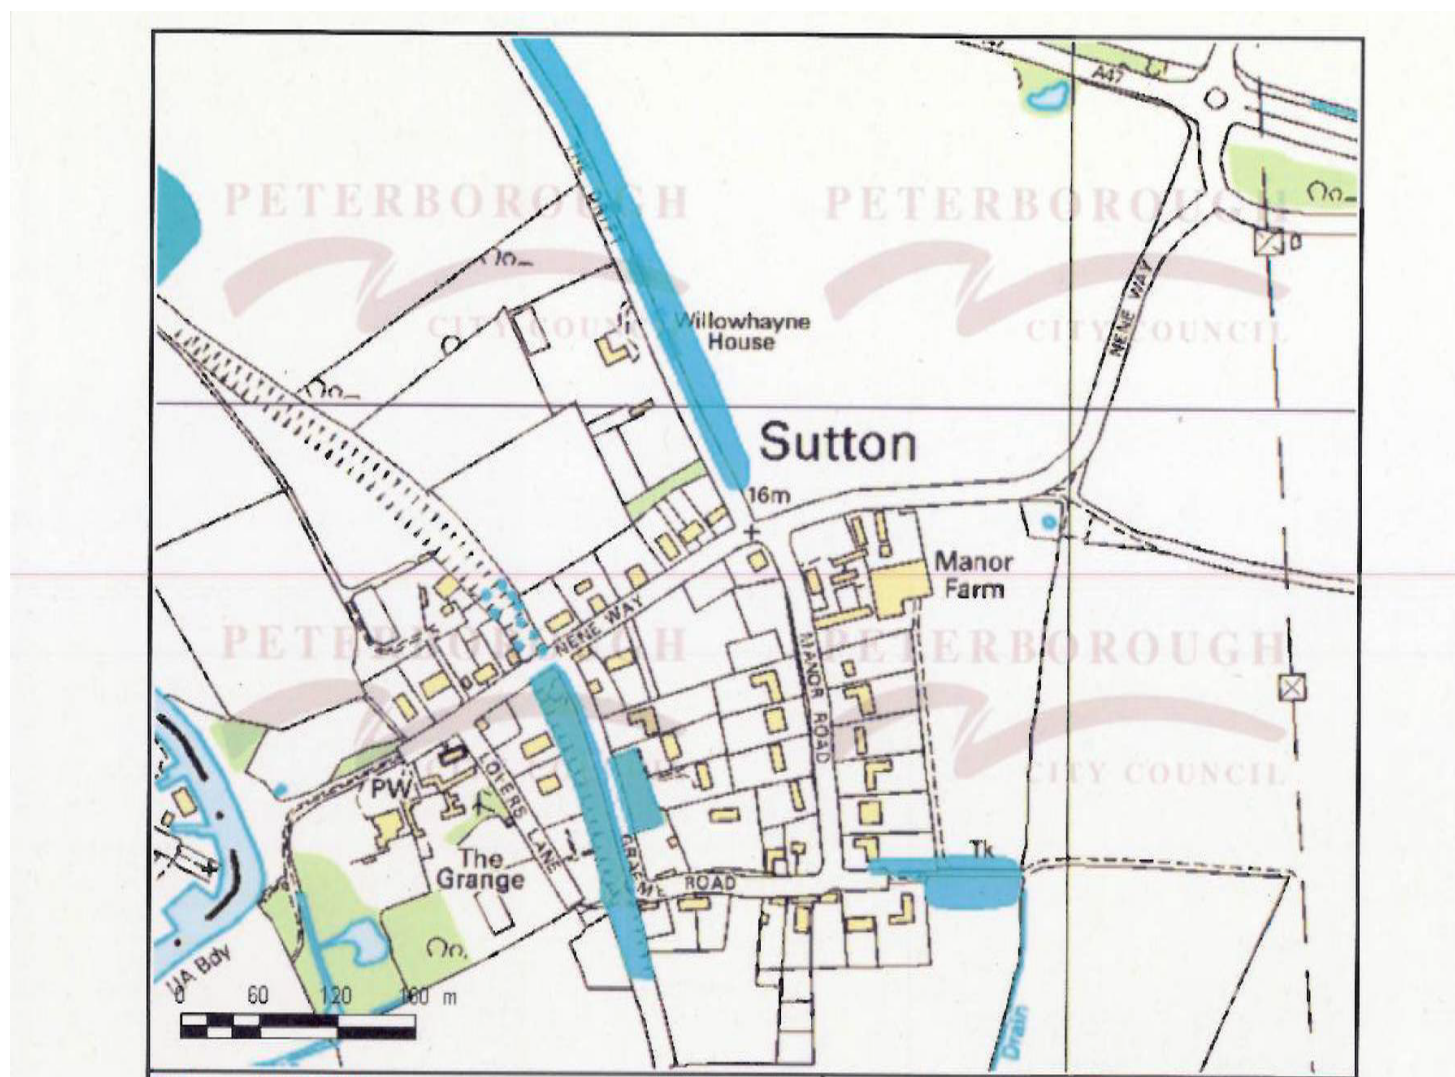 A47
PETERBOROUGH
PETERBOROUGH
CITY COUNCIL
CITY COUNCIL
THE DRIFT
NENE WAY
Willowhayne
House
Sutton
16m
Manor
Farm
NENE WAY
PETERBOROUGH
PETERBOROUGH
MANOR ROAD
CITY COUNCIL
CITY COUNCIL
LOVERS LANE
PW
The
Grange
GRAEME ROAD
Tk
UA Bdy
0 60 120 180 m
Drain